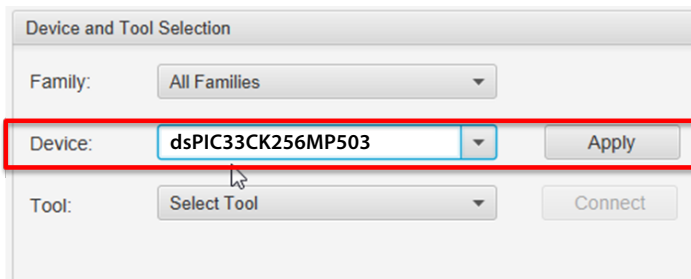 Device and Tool Selection
Family: All Families
Device: dsPIC33CK256MP503 Apply
Tool: Select Tool Connect